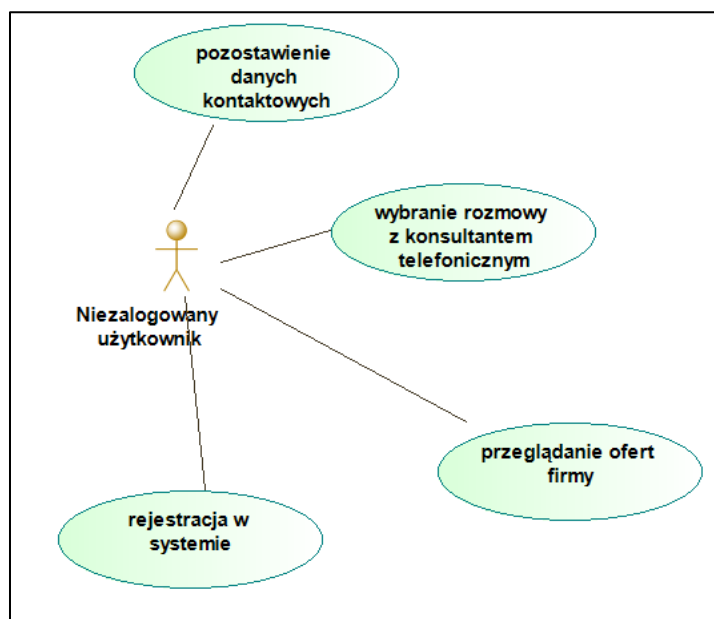 pozostawienie
danych
kontaktowych
wybranie rozmowy
z konsultantem
telefonicznym
Niezalogowany
użytkownik
przeglądanie ofert
firmy
rejestracja w
systemie